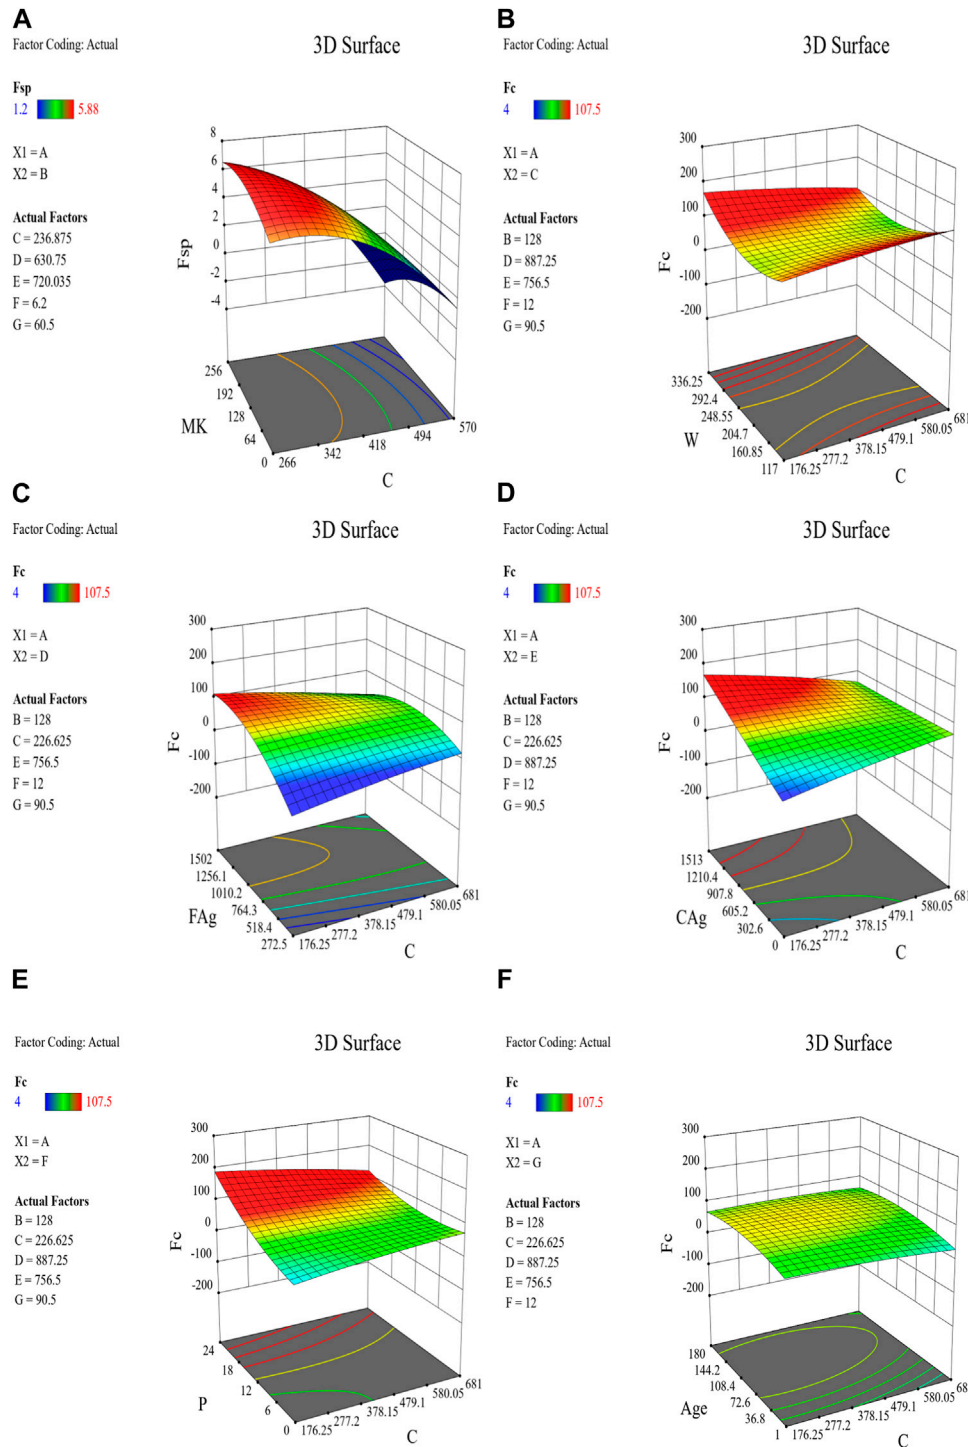 A
Factor Coding: Actual
3D Surface
Fsp
1.2 5.88
X1 = A
X2 = B
Actual Factors
C = 236.875
D = 630.75
E = 720.035
F = 6.2
G = 60.5
8
6
4
2
0
-2
-4
Fsp
256
192
128
64
0
MK
266
342
418
494
570
C
B
Factor Coding: Actual
3D Surface
Fc
4 107.5
X1 = A
X2 = C
Actual Factors
B = 128
D = 887.25
E = 756.5
F = 12
G = 90.5
300
200
100
0
-100
-200
Fc
336.25
292.4
248.55
204.7
160.85
117
W
176.25
277.2
378.15
479.1
580.05
681
C
C
Factor Coding: Actual
3D Surface
Fc
4 107.5
X1 = A
X2 = D
Actual Factors
B = 128
C = 226.625
E = 756.5
F = 12
G = 90.5
300
200
100
0
-100
-200
Fc
1502
1256.1
1010.2
764.3
518.4
272.5
FAg
176.25
277.2
378.15
479.1
580.05
681
C
D
Factor Coding: Actual
3D Surface
Fc
4 107.5
X1 = A
X2 = E
Actual Factors
B = 128
C = 226.625
D = 887.25
F = 12
G = 90.5
300
200
100
0
-100
-200
Fc
1513
1210.4
907.8
605.2
302.6
0
CAg
176.25
277.2
378.15
479.1
580.05
681
C
E
Factor Coding: Actual
3D Surface
Fc
4 107.5
X1 = A
X2 = F
Actual Factors
B = 128
C = 226.625
D = 887.25
E = 756.5
G = 90.5
300
200
100
0
-100
-200
Fc
24
18
12
6
0
P
176.25
277.2
378.15
479.1
580.05
681
C
F
Factor Coding: Actual
3D Surface
Fc
4 107.5
X1 = A
X2 = G
Actual Factors
B = 128
C = 226.625
D = 887.25
E = 756.5
F = 12
300
200
100
0
-100
-200
Fc
180
144.2
108.4
72.6
36.8
1
Age
176.25
277.2
378.15
479.1
580.05
681
C